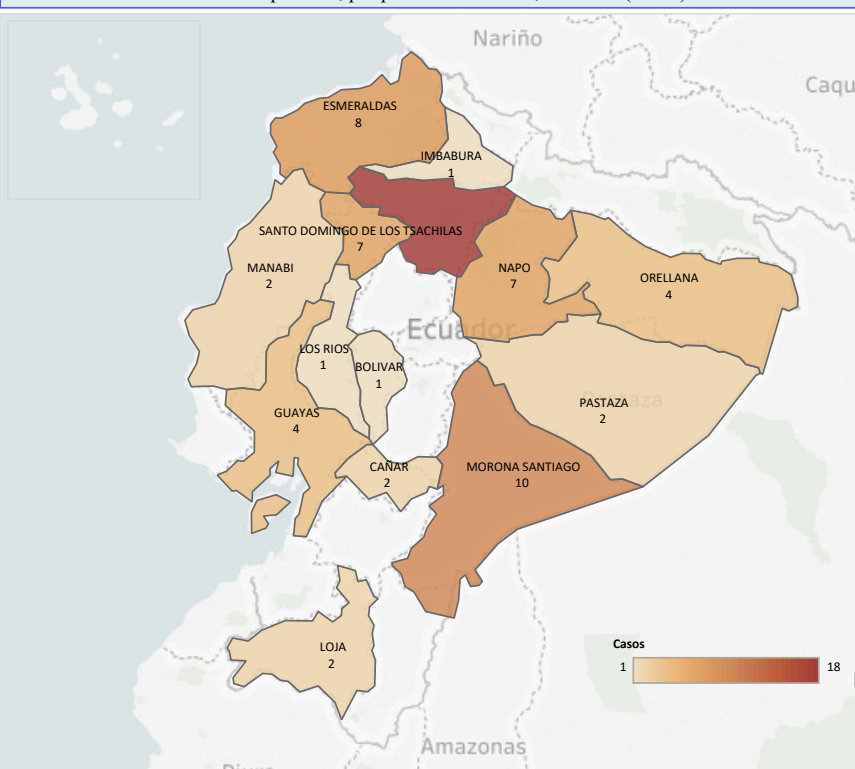 Nariño
Caqu
ESMERALDAS
8
IMBABURA
1
SANTO DOMINGO DE LOS TSACHILAS
7
MANABI
2
NAPO
7
ORELLANA
4
Ecuador
LOS RIOS
1
BOLIVAR
1
PASTAZA
2
GUAYAS
4
CAÑAR
2
MORONA SANTIAGO
10
LOJA
2
Casos
1
18
Amazonas